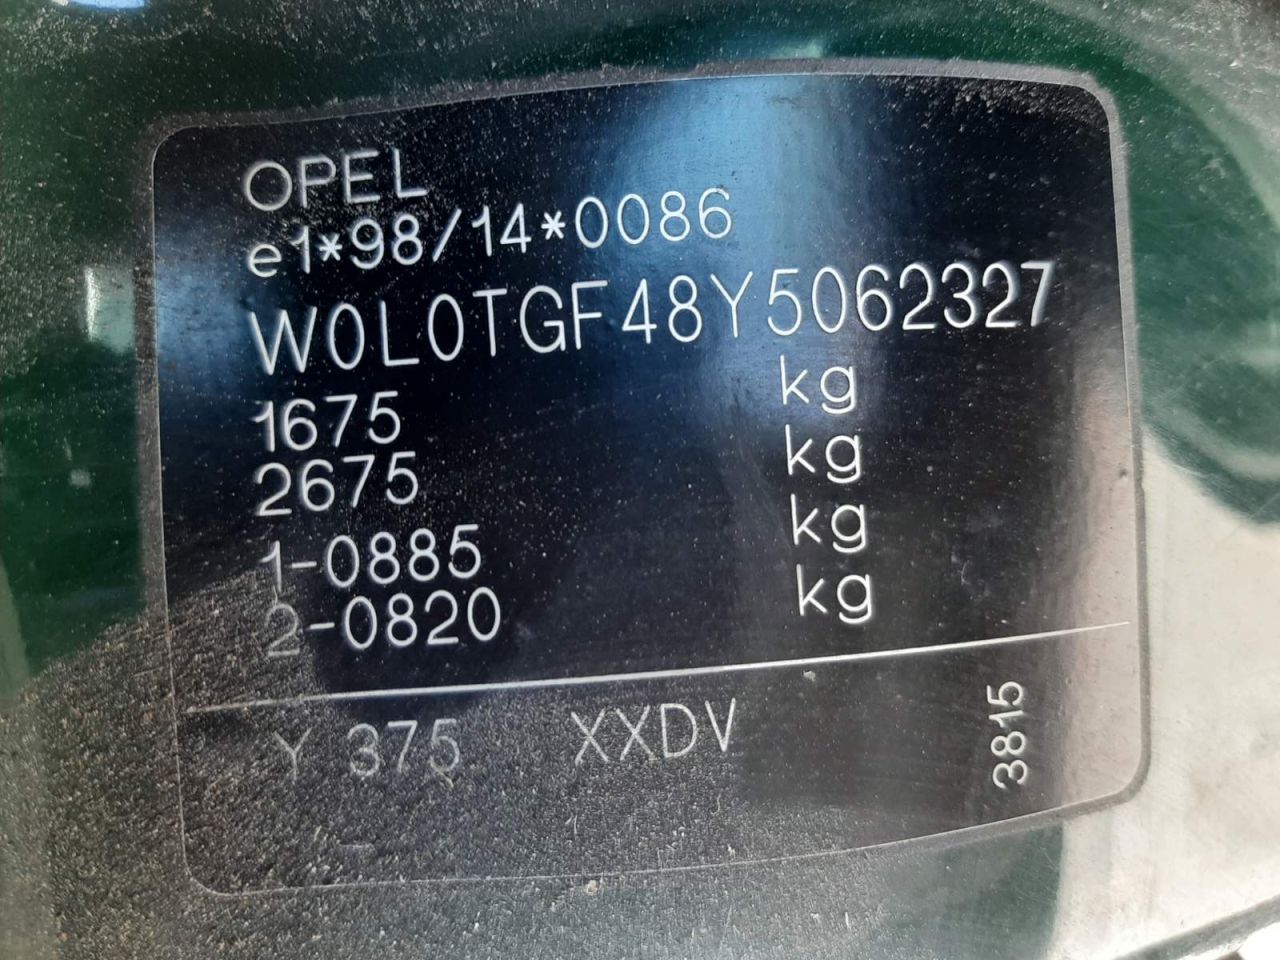 OPEL
e1*98/14*0086
W0L0TGF48Y5062327
1675 kg
2675 kg
1-0885 kg
2-0820 kg
Y 375 XXDV
3815